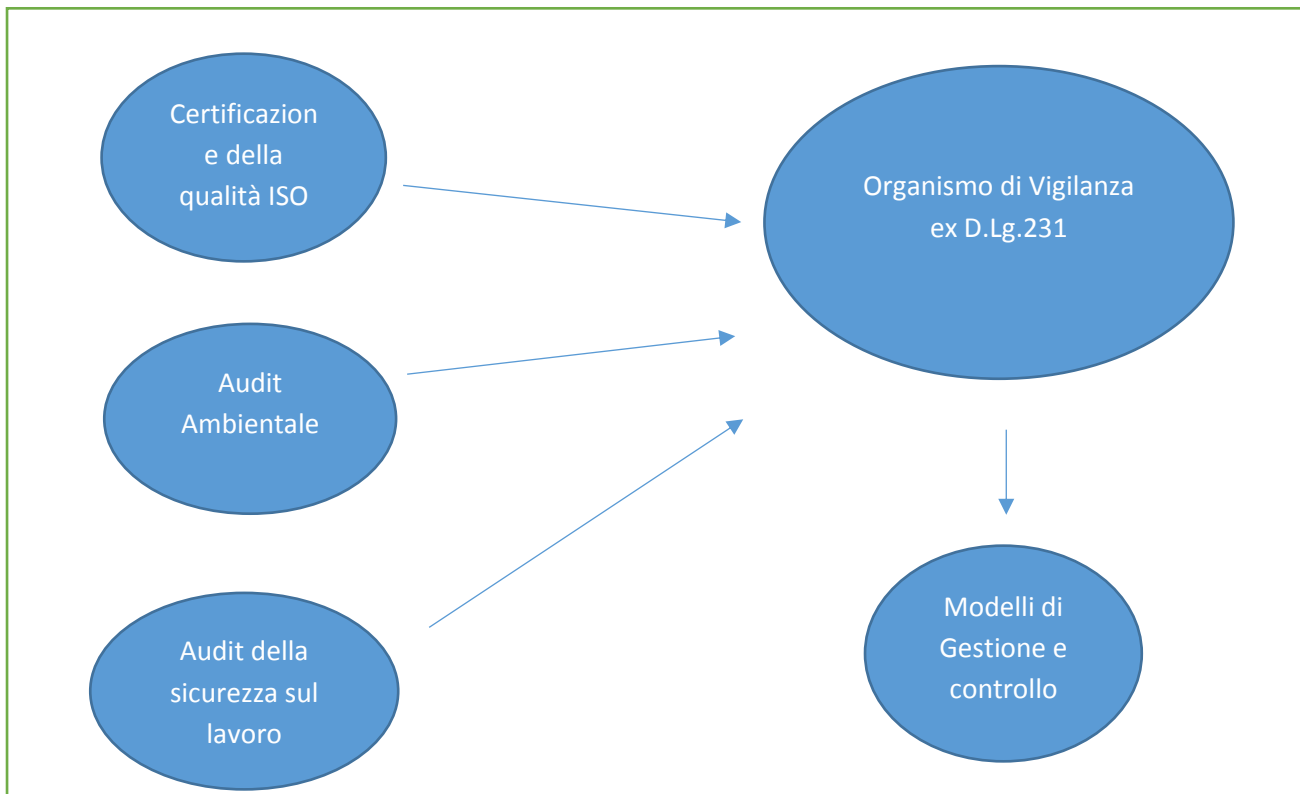 Certificazion
e della
qualità ISO
Organismo di Vigilanza
ex D.Lg.231
Audit
Ambientale
Audit della
sicurezza sul
lavoro
Modelli di
Gestione e
controllo